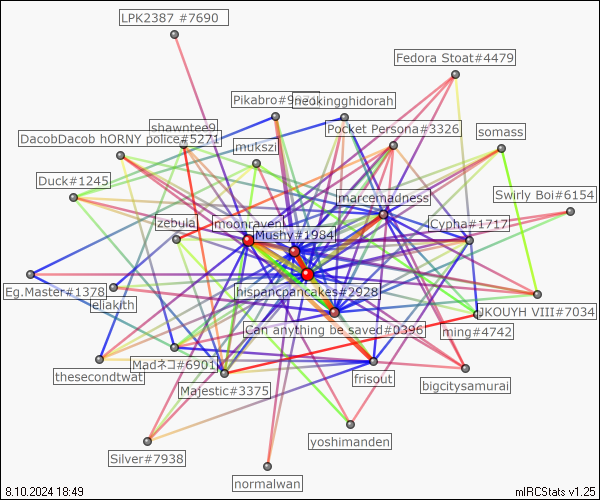 LPK2387 #7690
Fedora Stoat#4479
neokingghidorah
shawntee9
Pocket Persona#3326
DacobDacob hORNY police#5271
somass
mukszi
Duck#1245
Swirly Boi#6154
marcemadness
zebula
moonraven
Cypha#1717
Mushy#1984
Eg.Master#1378
hispancpancakes#2928
eliakith
JKOUYH VIII#7034
Can anything be saved#0396
ming#4742
Madネコ#6901
thesecondtwat
frisout
Majestic#3375
bigcitysamurai
yoshimanden
Silver#7938
normalwan
8.10.2024 18:49
mIRCStats v1.25